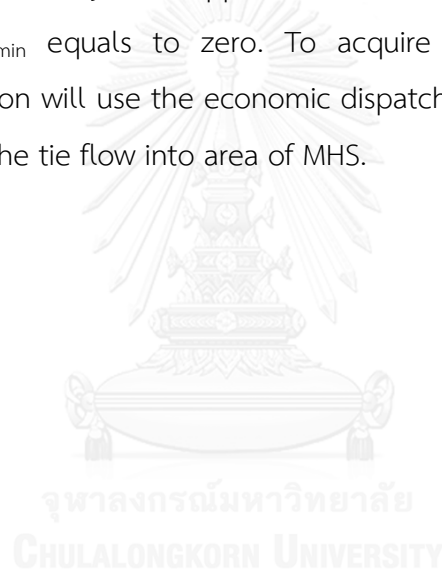 min equals to zero. To acquire
on will use the economic dispatch
he tie flow into area of MHS.
จุฬาลงกรณ์มหาวิทยาลัย
CHULALONGKORN UNIVERSITY